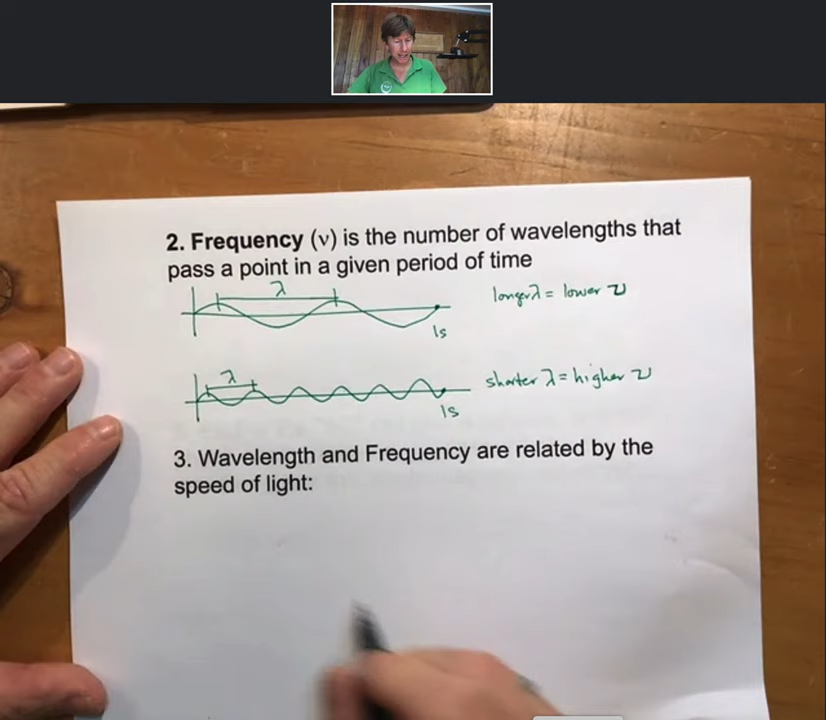 2. Frequency (ν) is the number of wavelengths that
pass a point in a given period of time
λ
longer λ = lower ν
1s
λ
shorter λ = higher ν
1s
3. Wavelength and Frequency are related by the
speed of light: